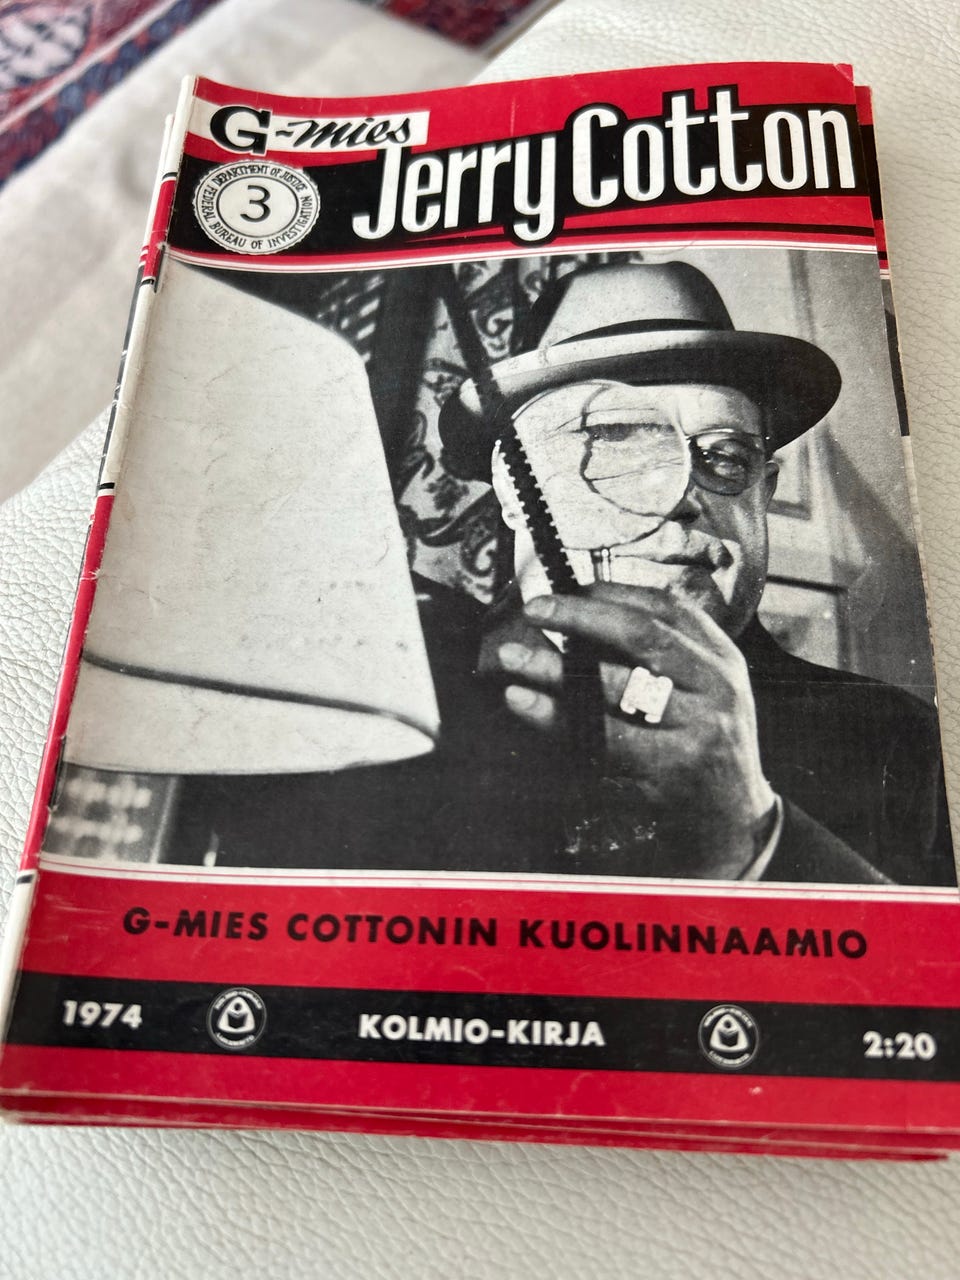 G-mies
Jerry Cotton
DEPARTMENT OF JUSTICE
3
FEDERAL BUREAU OF INVESTIGATION
G-MIES COTTONIN KUOLINNAAMIO
1974
KOLMIO-KIRJA
2:20